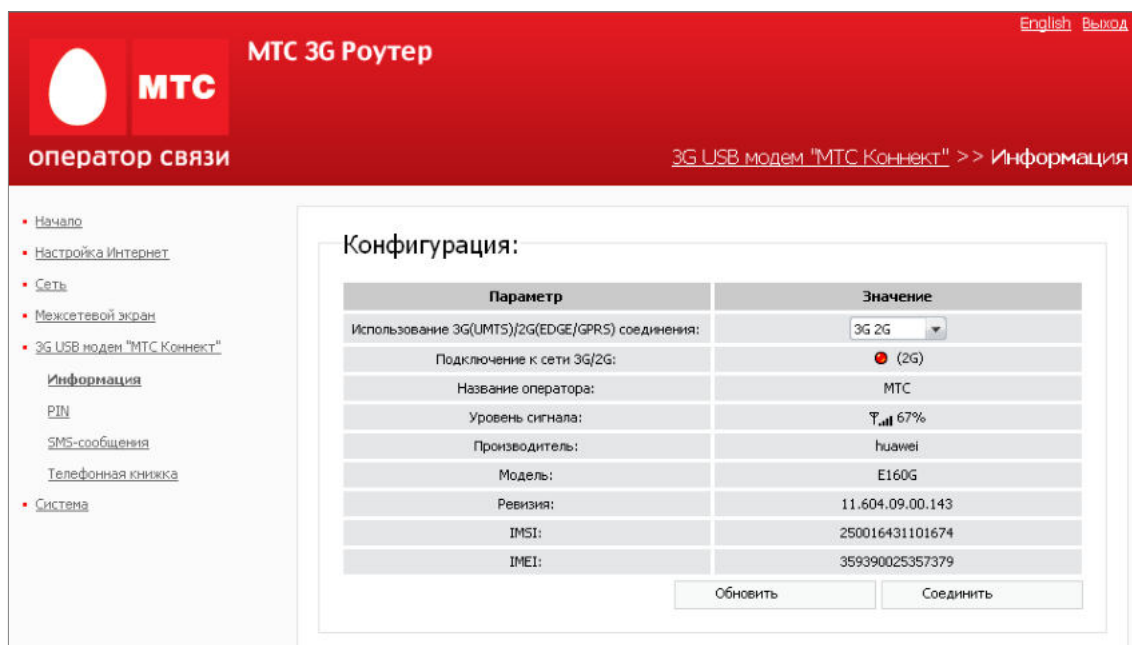 English Выход
МТС 3G Роутер
МТС
оператор связи
3G USB модем "МТС Коннект" >> Информация
Начало
Настройка Интернет
Сеть
Межсетевой экран
3G USB модем "МТС Коннект"
Информация
PIN
SMS-сообщения
Телефонная книжка
Система
Конфигурация:
Параметр Значение
Использование 3G(UMTS)/2G(EDGE/GPRS) соединения: 3G 2G
Подключение к сети 3G/2G: (2G)
Название оператора: МТС
Уровень сигнала: 67%
Производитель: huawei
Модель: E160G
Ревизия: 11.604.09.00.143
IMSI: 250016431101674
IMEI: 359390025357379
Обновить Соединить